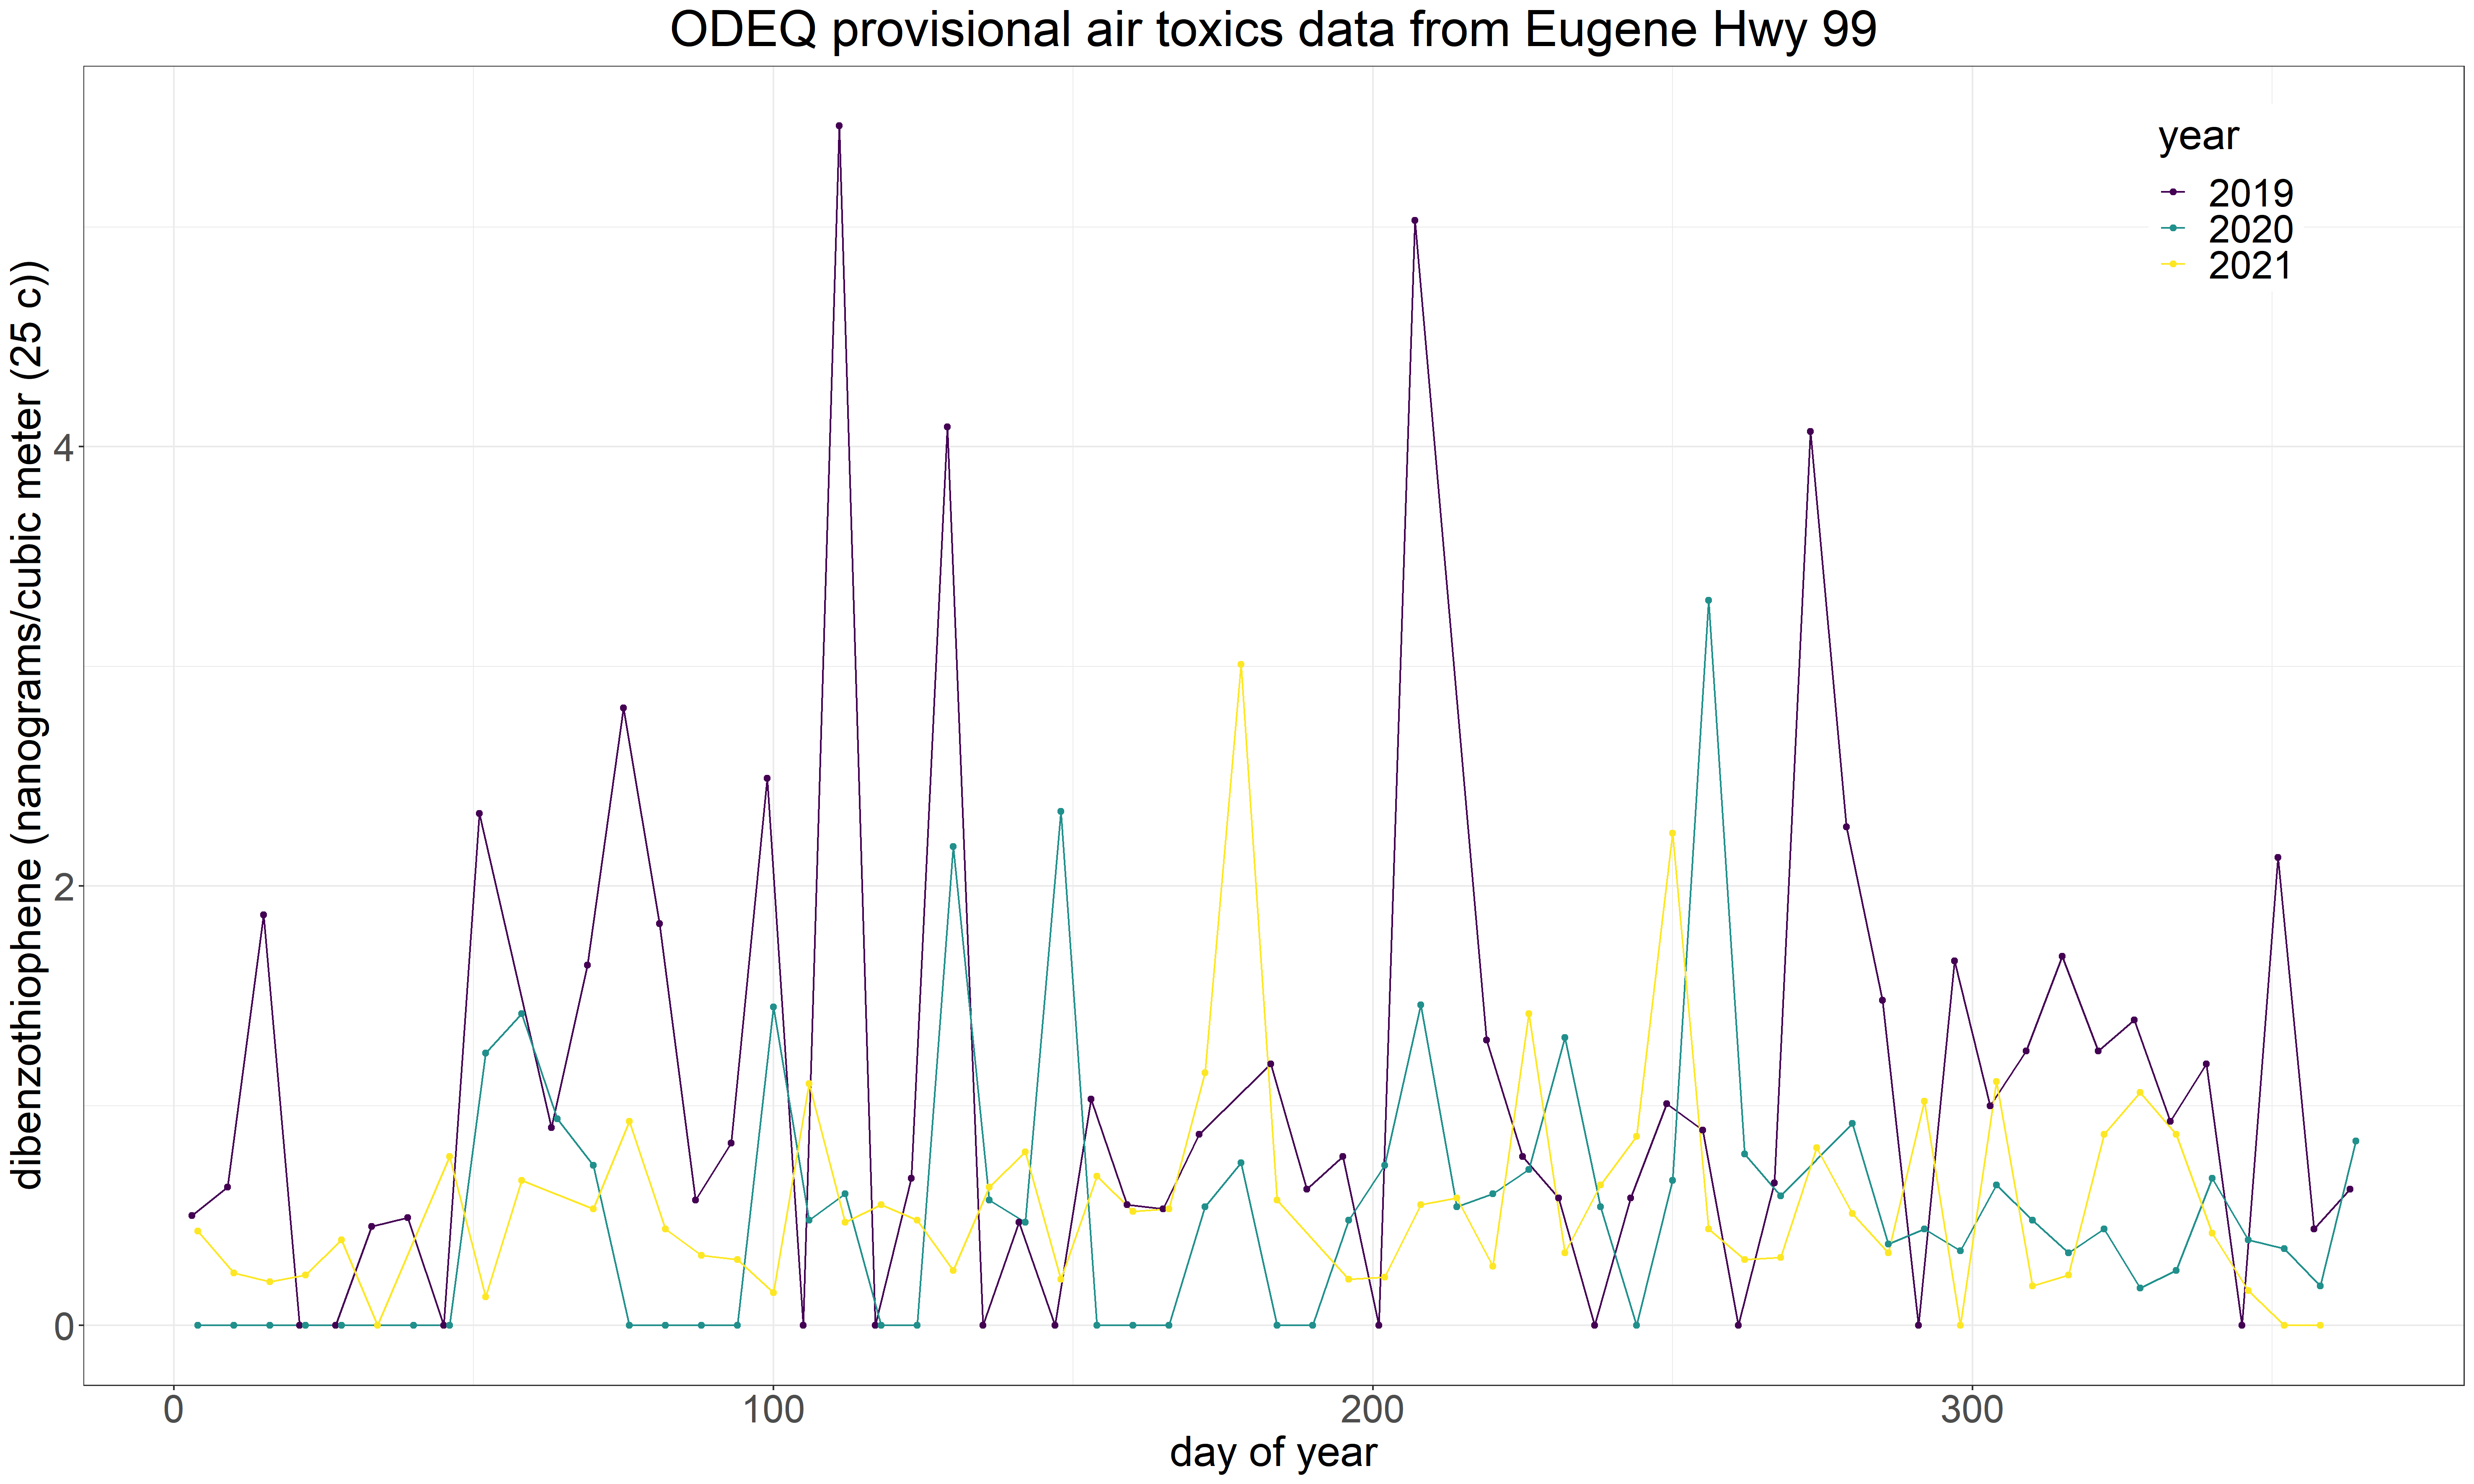 ODEQ provisional air toxics data from Eugene Hwy 99
dibenzothiophene (nanograms/cubic meter (25 c))
4
2
0
year
2019
2020
2021
0 100 200 300
day of year